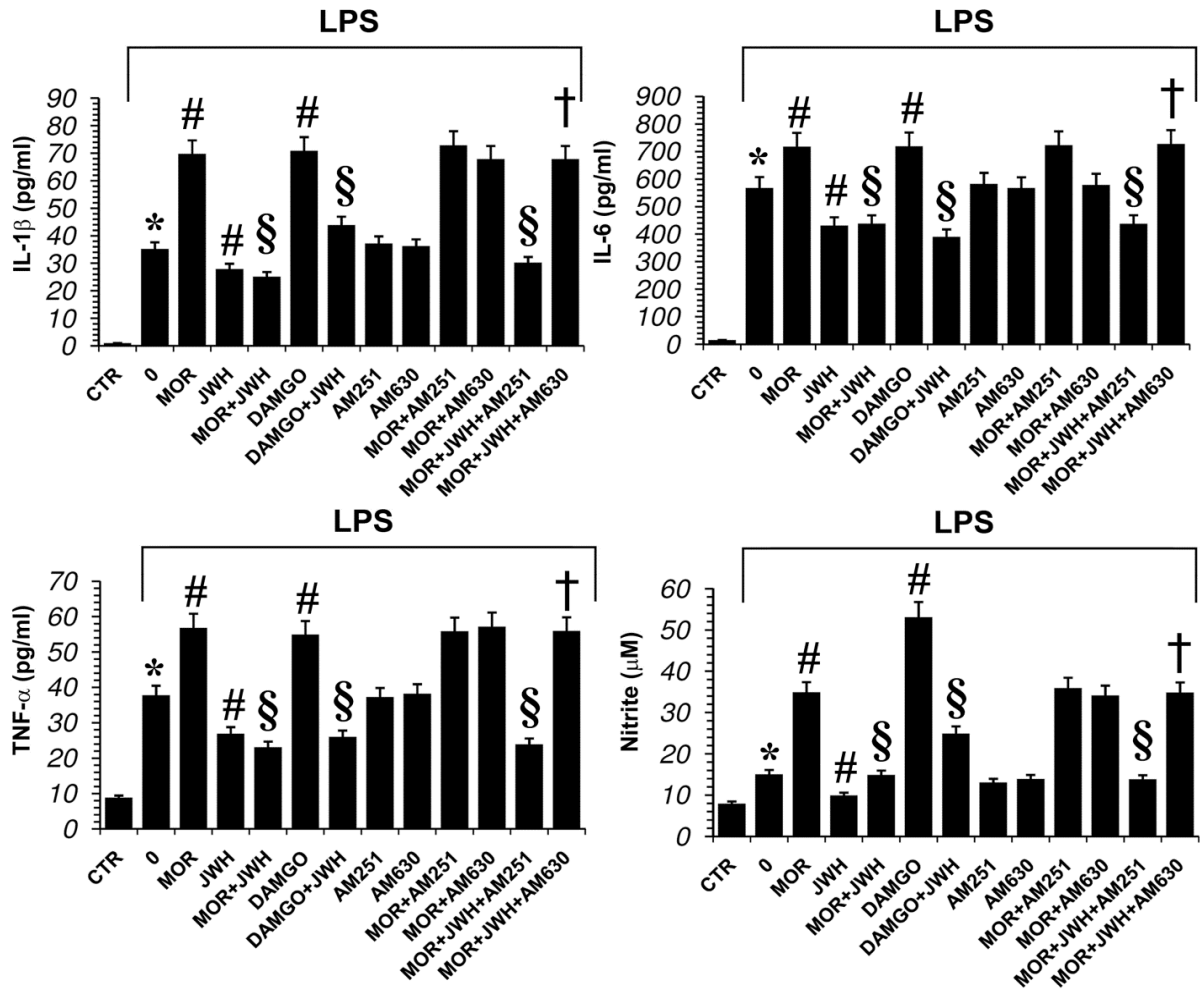 LPS
IL-1β (pg/ml)
90
80
70
60
50
40
30
20
10
0
* # # § # § § †
CTR
0
MOR
JWH
MOR+JWH
DAMGO
DAMGO+JWH
AM251
AM630
MOR+AM251
MOR+AM630
MOR+JWH+AM251
MOR+JWH+AM630
LPS
IL-6 (pg/ml)
900
800
700
600
500
400
300
200
100
0
* # # § # § § †
CTR
0
MOR
JWH
MOR+JWH
DAMGO
DAMGO+JWH
AM251
AM630
MOR+AM251
MOR+AM630
MOR+JWH+AM251
MOR+JWH+AM630
LPS
TNF-α (pg/ml)
70
60
50
40
30
20
10
0
* # # § # § § †
CTR
0
MOR
JWH
MOR+JWH
DAMGO
DAMGO+JWH
AM251
AM630
MOR+AM251
MOR+AM630
MOR+JWH+AM251
MOR+JWH+AM630
LPS
Nitrite (μM)
60
50
40
30
20
10
0
* # # § # § § †
CTR
0
MOR
JWH
MOR+JWH
DAMGO
DAMGO+JWH
AM251
AM630
MOR+AM251
MOR+AM630
MOR+JWH+AM251
MOR+JWH+AM630